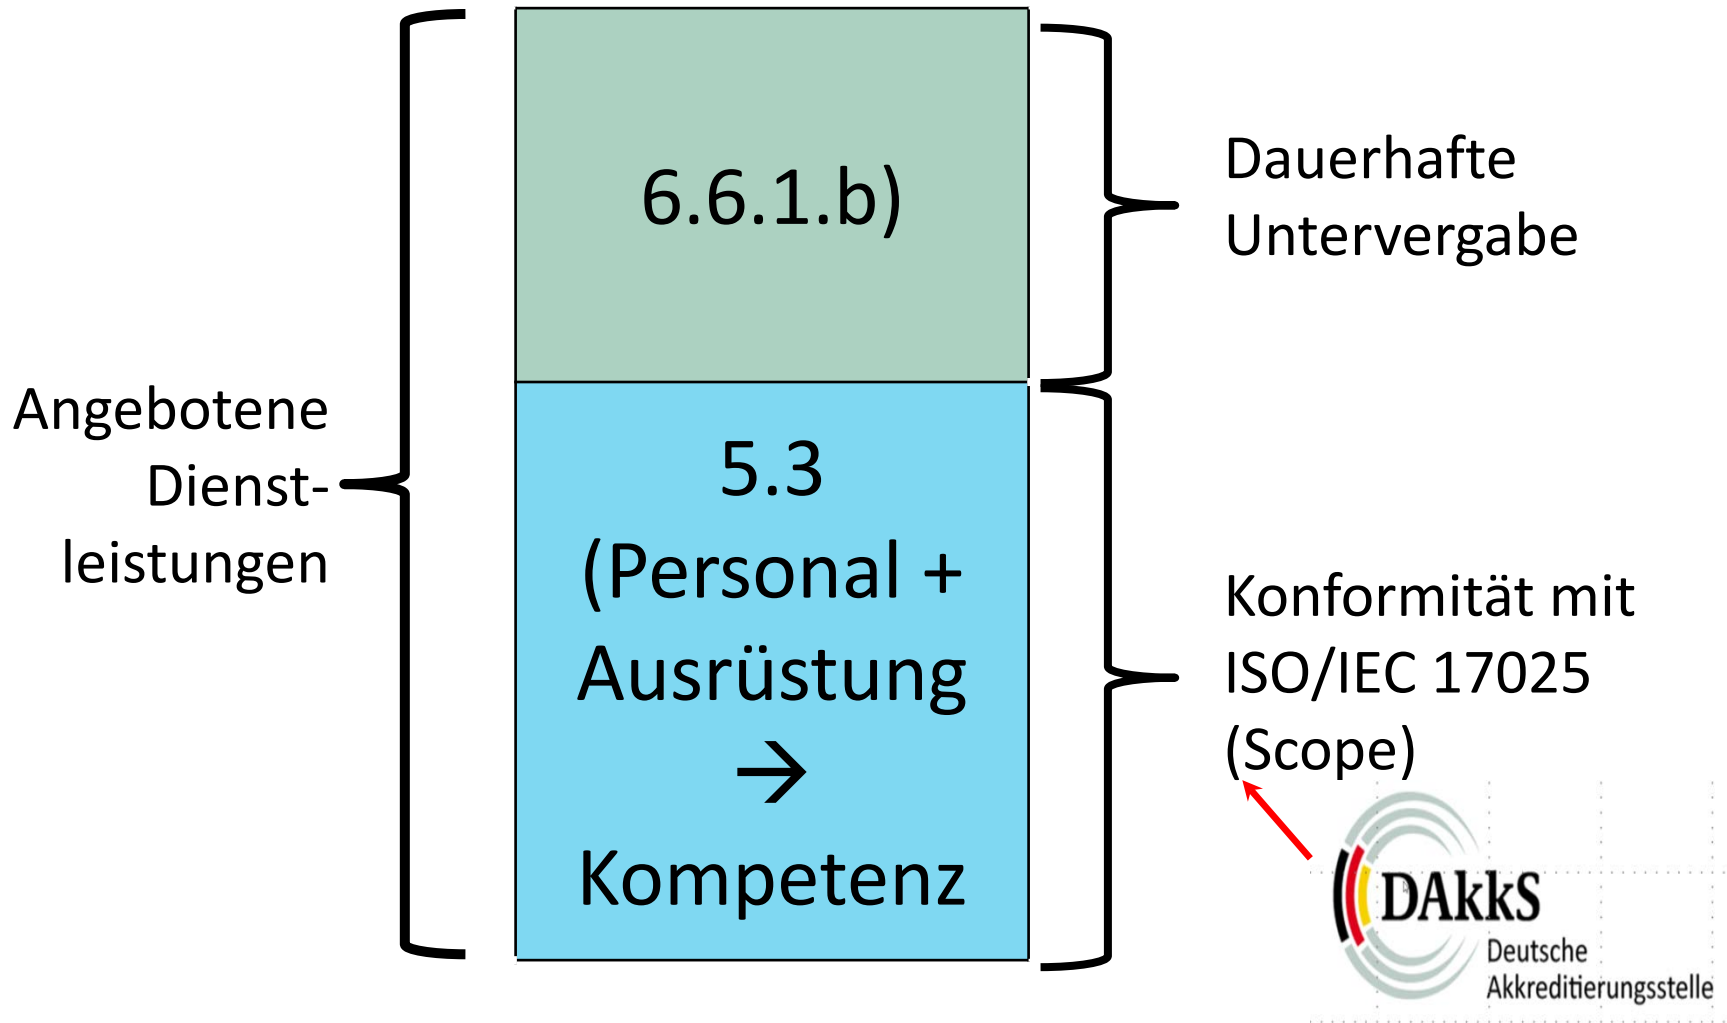 Angebotene
Dienst-
leistungen
6.6.1.b)
5.3
(Personal +
Ausrüstung
→
Kompetenz
Dauerhafte
Untervergabe
Konformität mit
ISO/IEC 17025
(Scope)
DAkkS
Deutsche
Akkreditierungsstelle